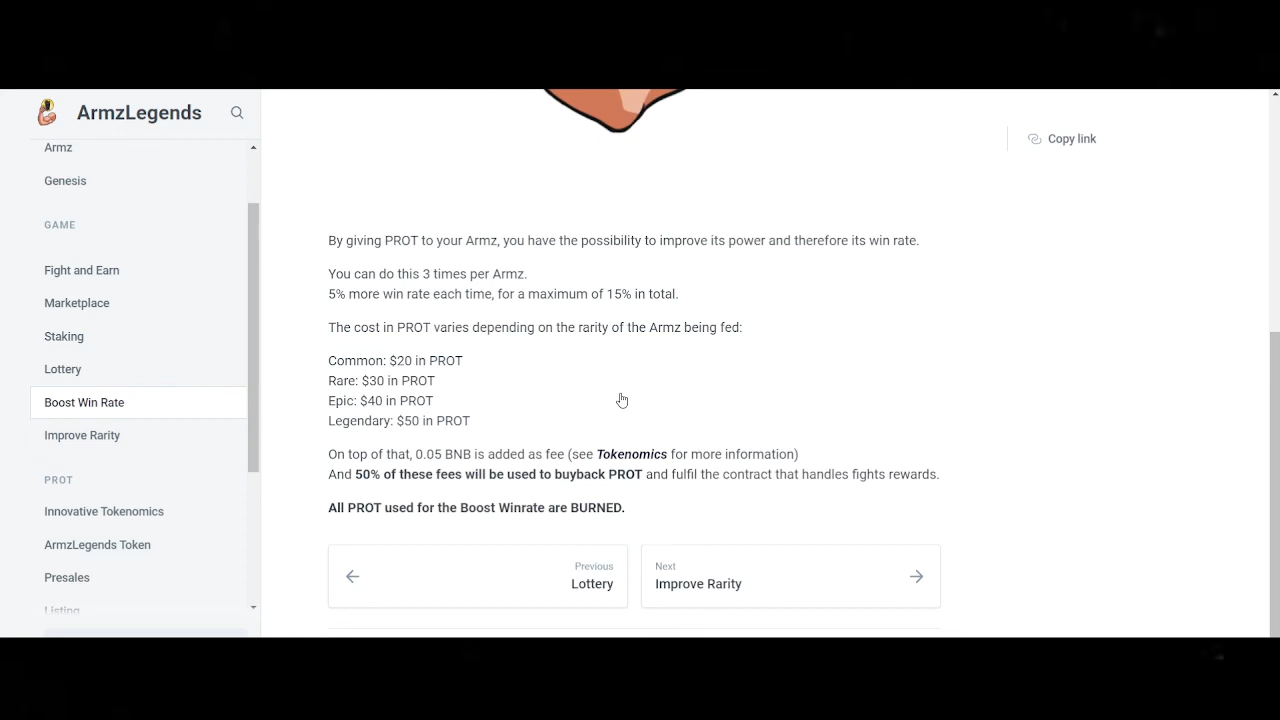 ArmzLegends
Armz
Genesis
GAME
Fight and Earn
Marketplace
Staking
Lottery
Boost Win Rate
Improve Rarity
PROT
Innovative Tokenomics
ArmzLegends Token
Presales
Listing
Copy link
By giving PROT to your Armz, you have the possibility to improve its power and therefore its win rate.
You can do this 3 times per Armz.
5% more win rate each time, for a maximum of 15% in total.
The cost in PROT varies depending on the rarity of the Armz being fed:
Common: $20 in PROT
Rare: $30 in PROT
Epic: $40 in PROT
Legendary: $50 in PROT
On top of that, 0.05 BNB is added as fee (see Tokenomics for more information)
And 50% of these fees will be used to buyback PROT and fulfil the contract that handles fights rewards.
All PROT used for the Boost Winrate are BURNED.
Previous
Lottery
Next
Improve Rarity